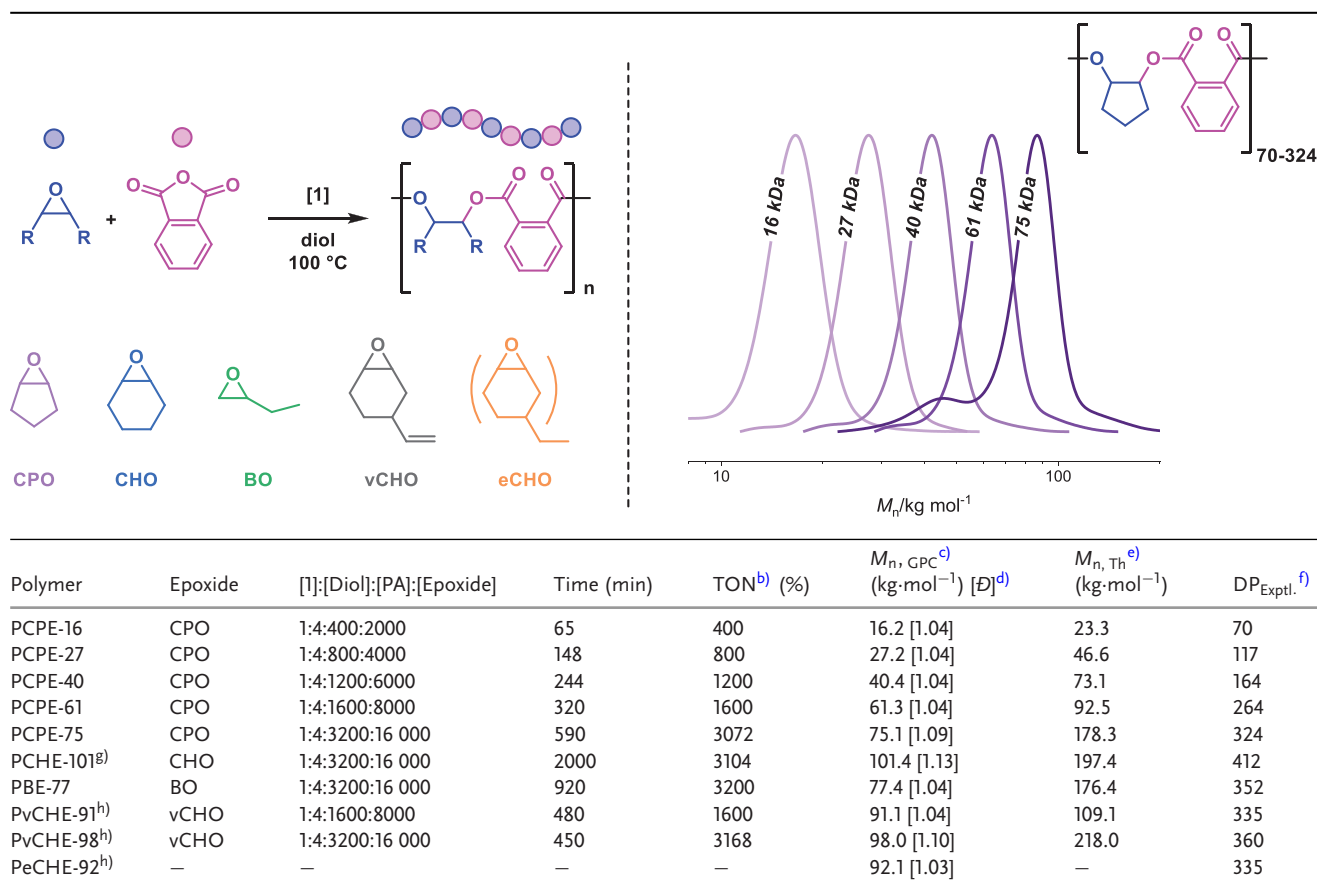 O
R
R
+
O
O
O
[1]
diol
100 °C
O
O
O
O
R
R
n
O
O
O
O
O
CPO
CHO
BO
vCHO
eCHO
O
O
O
O
70-324
16 kDa
27 kDa
40 kDa
61 kDa
75 kDa
10
100
Mn/kg mol−1
Polymer Epoxide [1]:[Diol]:[PA]:[Epoxide] Time (min) TONb) (%) Mn, GPCc) (kg·mol−1) [Đ]d) Mn, The) (kg·mol−1) DPExptl.f)
PCPE-16 CPO 1:4:400:2000 65 400 16.2 [1.04] 23.3 70
PCPE-27 CPO 1:4:800:4000 148 800 27.2 [1.04] 46.6 117
PCPE-40 CPO 1:4:1200:6000 244 1200 40.4 [1.04] 73.1 164
PCPE-61 CPO 1:4:1600:8000 320 1600 61.3 [1.04] 92.5 264
PCPE-75 CPO 1:4:3200:16 000 590 3072 75.1 [1.09] 178.3 324
PCHE-101g) CHO 1:4:3200:16 000 2000 3104 101.4 [1.13] 197.4 412
PBE-77 BO 1:4:3200:16 000 920 3200 77.4 [1.04] 176.4 352
PvCHE-91h) vCHO 1:4:1600:8000 480 1600 91.1 [1.04] 109.1 335
PvCHE-98h) vCHO 1:4:3200:16 000 450 3168 98.0 [1.10] 218.0 360
PeCHE-92h) – – – – 92.1 [1.03] – 335